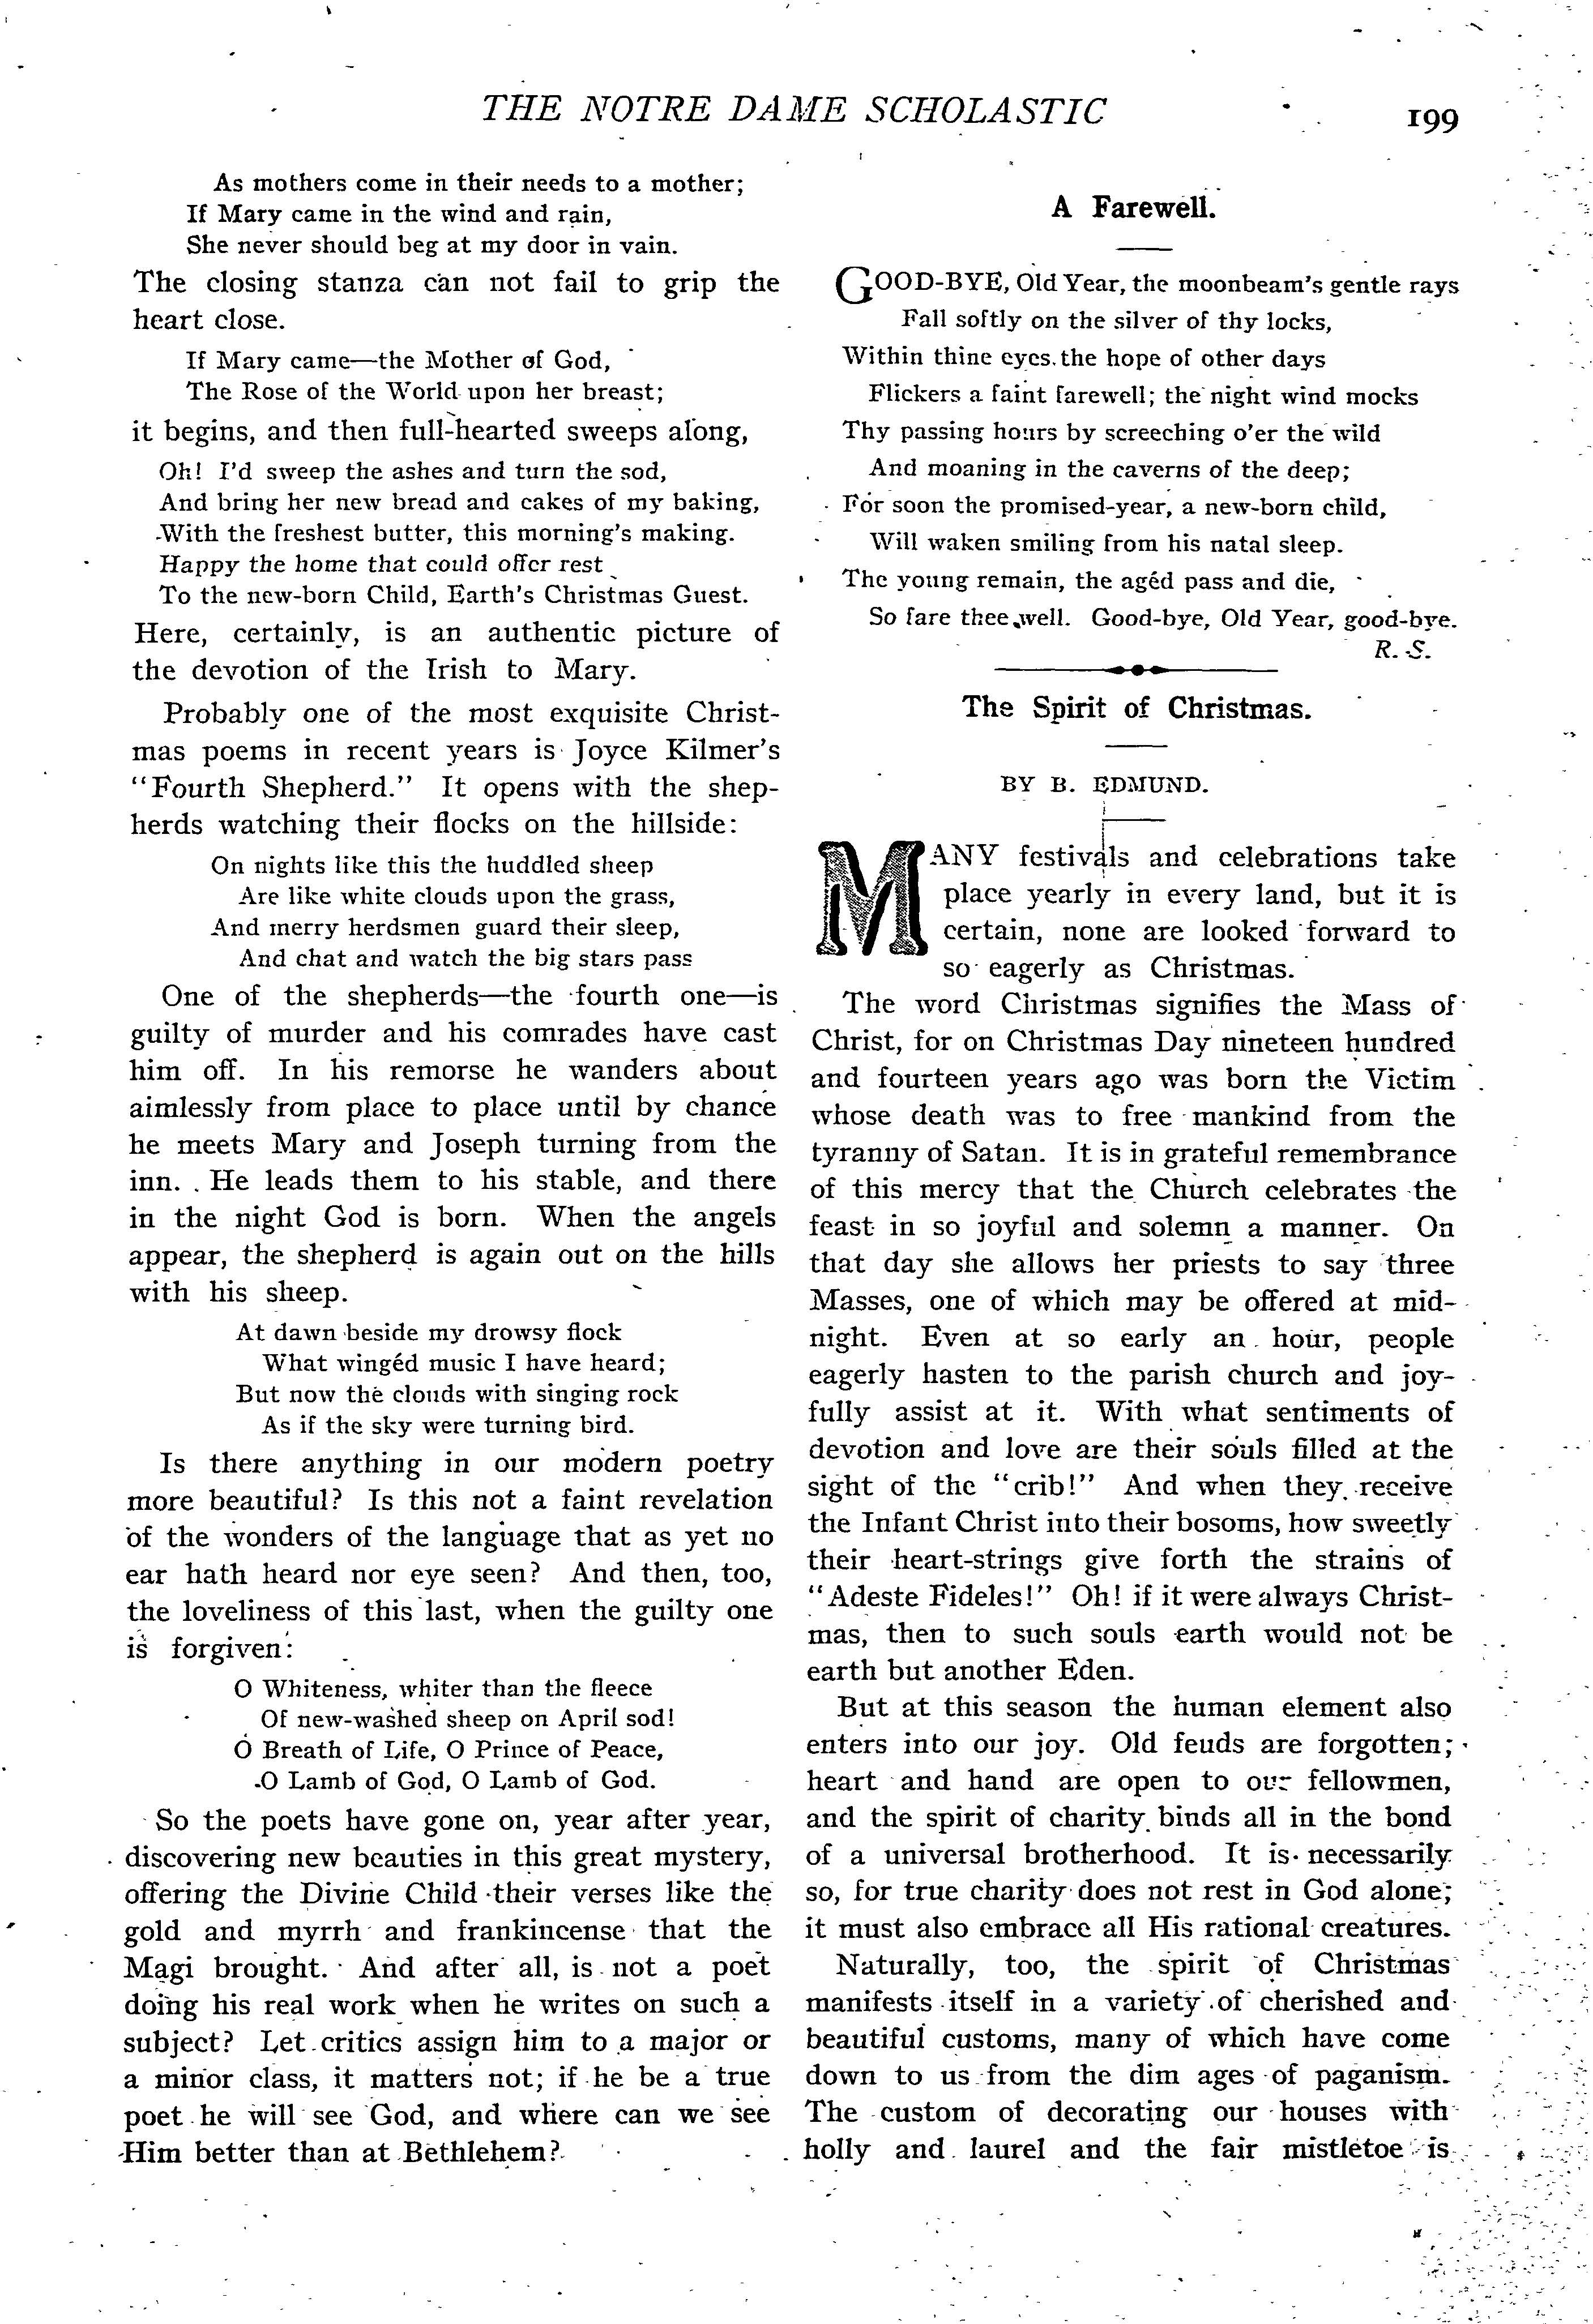 THE NOTRE DAME SCHOLASTIC 199
As mothers come in their needs to a mother;
If Mary came in the wind and rain,
She never should beg at my door in vain.
The closing stanza can not fail to grip the
heart close.
If Mary came—the Mother of God,
The Rose of the World upon her breast;
it begins, and then full-hearted sweeps along,
Oh! I'd sweep the ashes and turn the sod,
And bring her new bread and cakes of my baking,
With the freshest butter, this morning's making.
Happy the home that could offer rest
To the new-born Child, Earth's Christmas Guest.
Here, certainly, is an authentic picture of
the devotion of the Irish to Mary.
Probably one of the most exquisite Christ-
mas poems in recent years is Joyce Kilmer's
"Fourth Shepherd." It opens with the shep-
herds watching their flocks on the hillside:
On nights like this the huddled sheep
Are like white clouds upon the grass,
And merry herdsmen guard their sleep,
And chat and watch the big stars pass
One of the shepherds—the fourth one—is
guilty of murder and his comrades have cast
him off. In his remorse he wanders about
aimlessly from place to place until by chance
he meets Mary and Joseph turning from the
inn. He leads them to his stable, and there
in the night God is born. When the angels
appear, the shepherd is again out on the hills
with his sheep.
At dawn beside my drowsy flock
What wingéd music I have heard;
But now the clouds with singing rock
As if the sky were turning bird.
Is there anything in our modern poetry
more beautiful? Is this not a faint revelation
of the wonders of the language that as yet no
ear hath heard nor eye seen? And then, too,
the loveliness of this last, when the guilty one
is forgiven:
O Whiteness, whiter than the fleece
Of new-washed sheep on April sod!
O Breath of Life, O Prince of Peace,
O Lamb of God, O Lamb of God.
So the poets have gone on, year after year,
discovering new beauties in this great mystery,
offering the Divine Child their verses like the
gold and myrrh and frankincense that the
Magi brought. And after all, is not a poet
doing his real work when he writes on such a
subject? Let critics assign him to a major or
a minor class, it matters not; if he be a true
poet he will see God, and where can we see
Him better than at Bethlehem?
A Farewell.
GOOD-BYE, Old Year, the moonbeam's gentle rays
Fall softly on the silver of thy locks,
Within thine eyes the hope of other days
Flickers a faint farewell; the night wind mocks
Thy passing hours by screeching o'er the wild
And moaning in the caverns of the deep;
For soon the promised-year, a new-born child,
Will waken smiling from his natal sleep.
The young remain, the agéd pass and die,
So fare thee well. Good-bye, Old Year, good-bye.
R. S.
The Spirit of Christmas.
BY B. EDMUND.
MANY festivals and celebrations take
place yearly in every land, but it is
certain, none are looked forward to
so eagerly as Christmas.
The word Christmas signifies the Mass of
Christ, for on Christmas Day nineteen hundred
and fourteen years ago was born the Victim
whose death was to free mankind from the
tyranny of Satan. It is in grateful remembrance
of this mercy that the Church celebrates the
feast in so joyful and solemn a manner. On
that day she allows her priests to say three
Masses, one of which may be offered at mid-
night. Even at so early an hour, people
eagerly hasten to the parish church and joy-
fully assist at it. With what sentiments of
devotion and love are their souls filled at the
sight of the "crib!" And when they receive
the Infant Christ into their bosoms, how sweetly
their heart-strings give forth the strains of
"Adeste Fideles!" Oh! if it were always Christ-
mas, then to such souls earth would not be
earth but another Eden.
But at this season the human element also
enters into our joy. Old feuds are forgotten;
heart and hand are open to our fellowmen,
and the spirit of charity binds all in the bond
of a universal brotherhood. It is necessarily
so, for true charity does not rest in God alone;
it must also embrace all His rational creatures.
Naturally, too, the spirit of Christmas
manifests itself in a variety of cherished and
beautiful customs, many of which have come
down to us from the dim ages of paganism.
The custom of decorating our houses with
holly and laurel and the fair mistletoe is